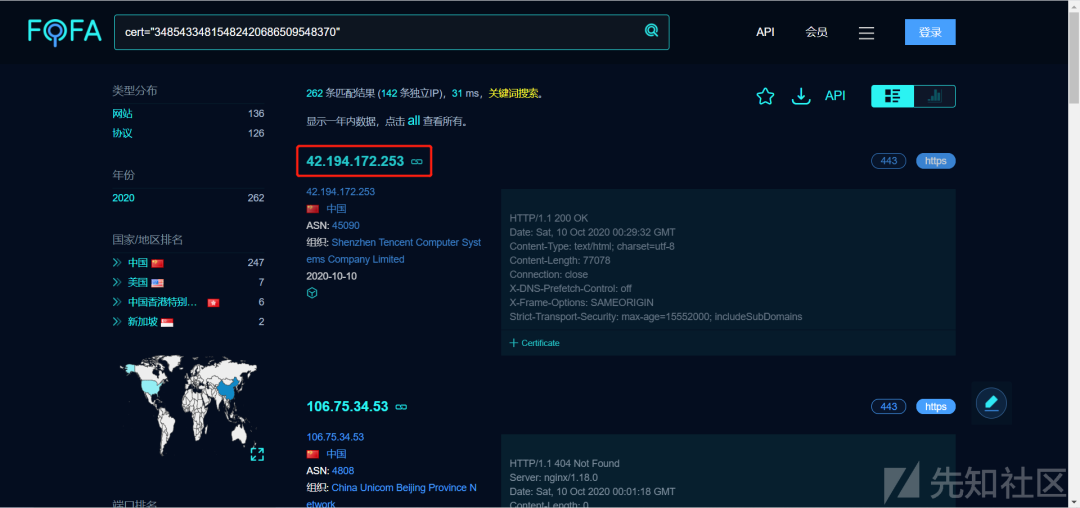 FOFA
cert="34854334815482420686509548370"
API
会员
登录
类型分布
网站 136
协议 126
年份
2020 262
国家/地区排名
中国 247
美国 7
中国香港特别... 6
新加坡 2
262 条匹配结果 (142 条独立IP)，31 ms，关键词搜索。
显示一年内数据，点击 all 查看所有。
API
42.194.172.253
443
https
42.194.172.253
中国
ASN: 45090
组织: Shenzhen Tencent Computer Syst
ems Company Limited
2020-10-10
HTTP/1.1 200 OK
Date: Sat, 10 Oct 2020 00:29:32 GMT
Content-Type: text/html; charset=utf-8
Content-Length: 77078
Connection: close
X-DNS-Prefetch-Control: off
X-Frame-Options: SAMEORIGIN
Strict-Transport-Security: max-age=15552000; includeSubDomains
Certificate
106.75.34.53
443
https
106.75.34.53
中国
ASN: 4808
组织: China Unicom Beijing Province N
etwork
HTTP/1.1 404 Not Found
Server: nginx/1.18.0
Date: Sat, 10 Oct 2020 00:01:18 GMT
Content-Length: 0
端口排名
先知社区